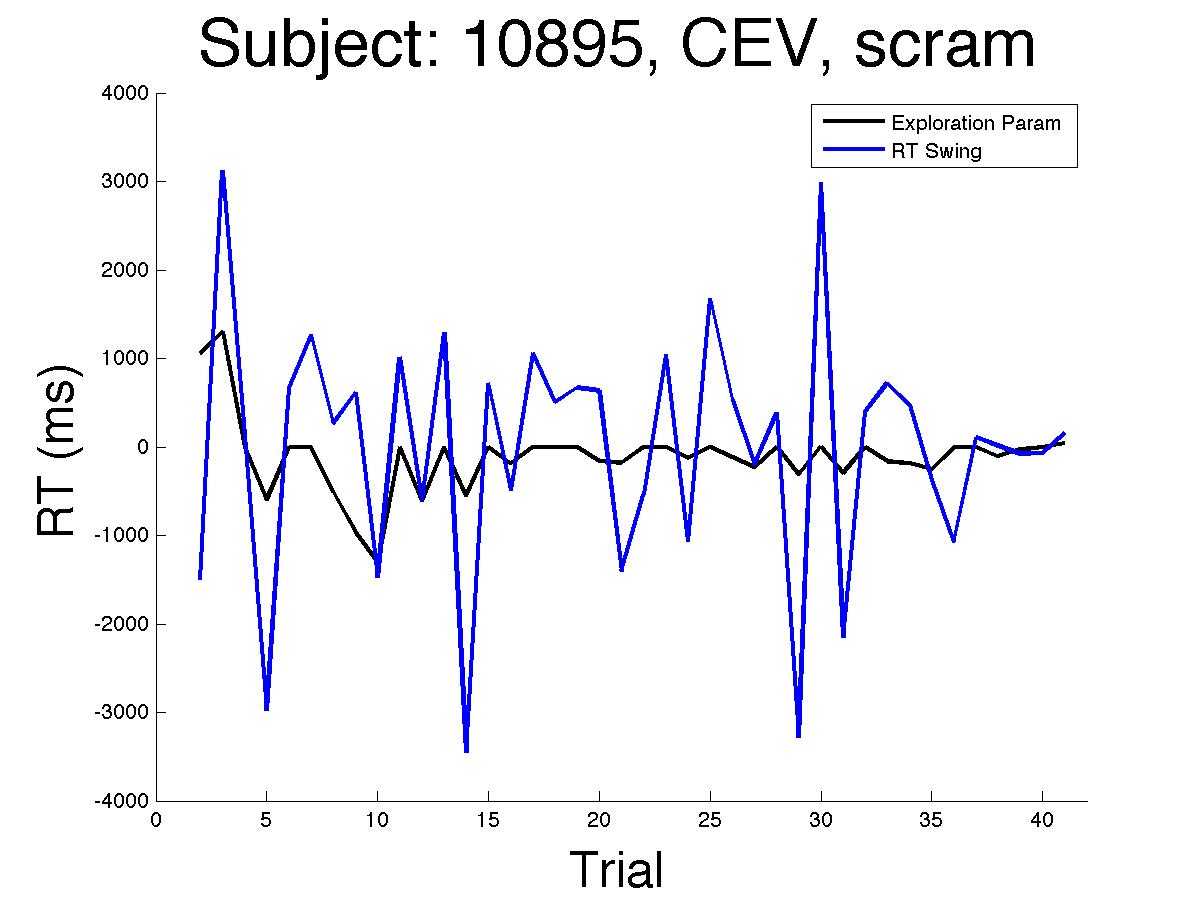 Subject: 10895, CEV, scram
4000
3000
2000
1000
0
-1000
-2000
-3000
-4000
RT (ms)
Exploration Param
RT Swing
0 5 10 15 20 25 30 35 40
Trial